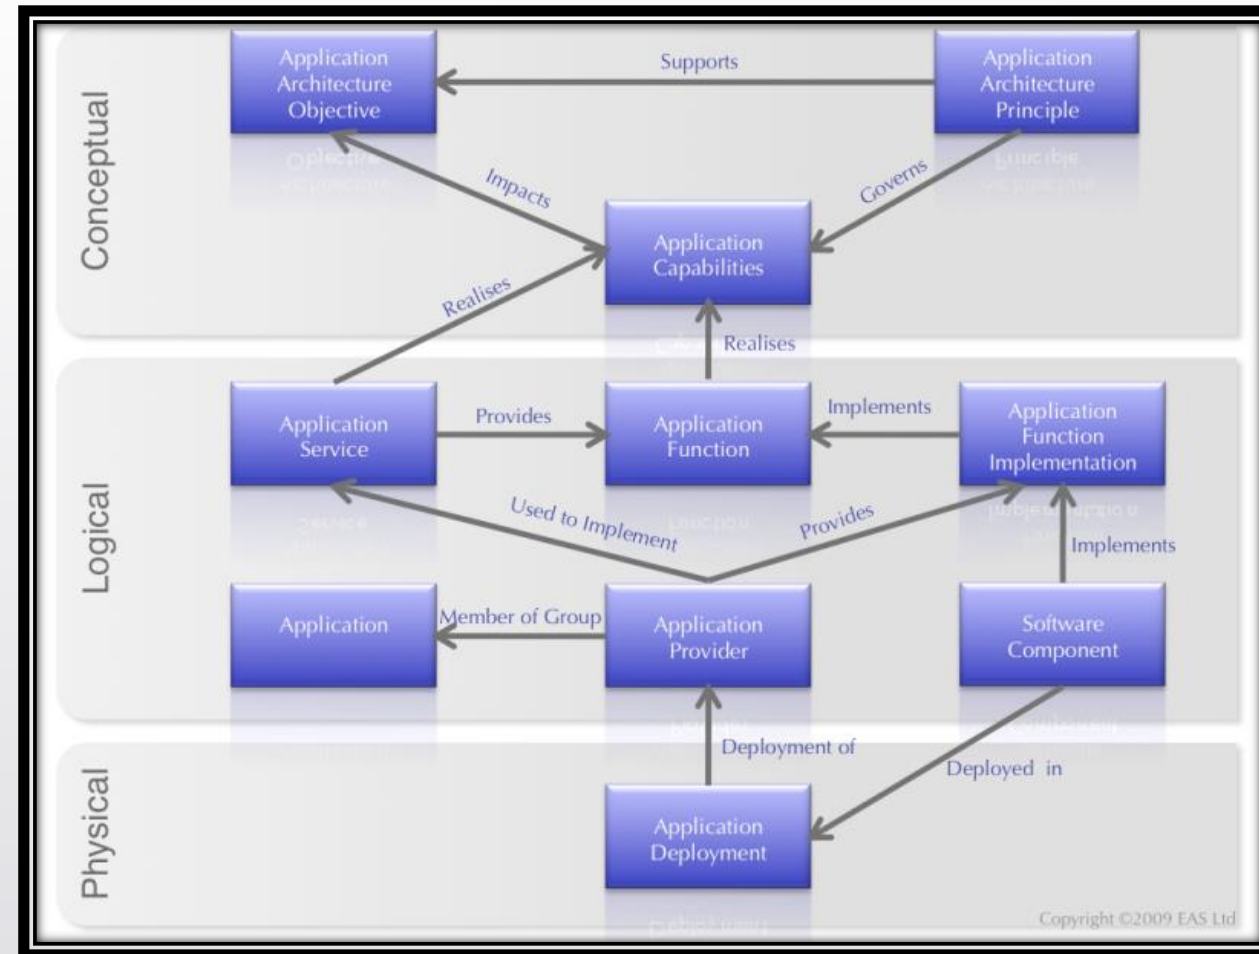 Conceptual
Application
Architecture
Objective
Supports
Application
Architecture
Principle
Impacts
Governs
Application
Capabilities
Realises
Realises
Logical
Application
Service
Provides
Application
Function
Implements
Application
Function
Implementation
Used to Implement
Provides
Implements
Application
Member of Group
Application
Provider
Software
Component
Physical
Deployment of
Deployed in
Application
Deployment
Copyright ©2009 EAS Ltd